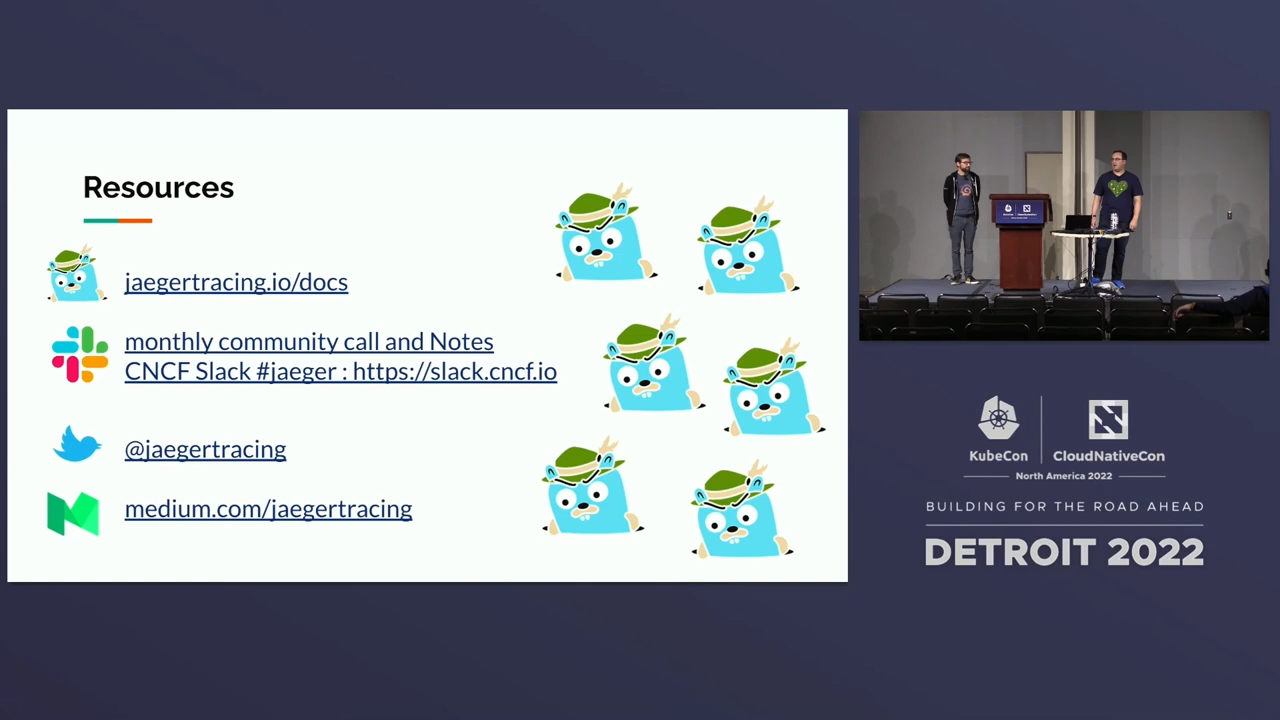 Resources
jaegertracing.io/docs
monthly community call and Notes
CNCF Slack #jaeger : https://slack.cncf.io
@jaegertracing
medium.com/jaegertracing
KubeCon
CloudNativeCon
North America 2022
BUILDING FOR THE ROAD AHEAD
DETROIT 2022